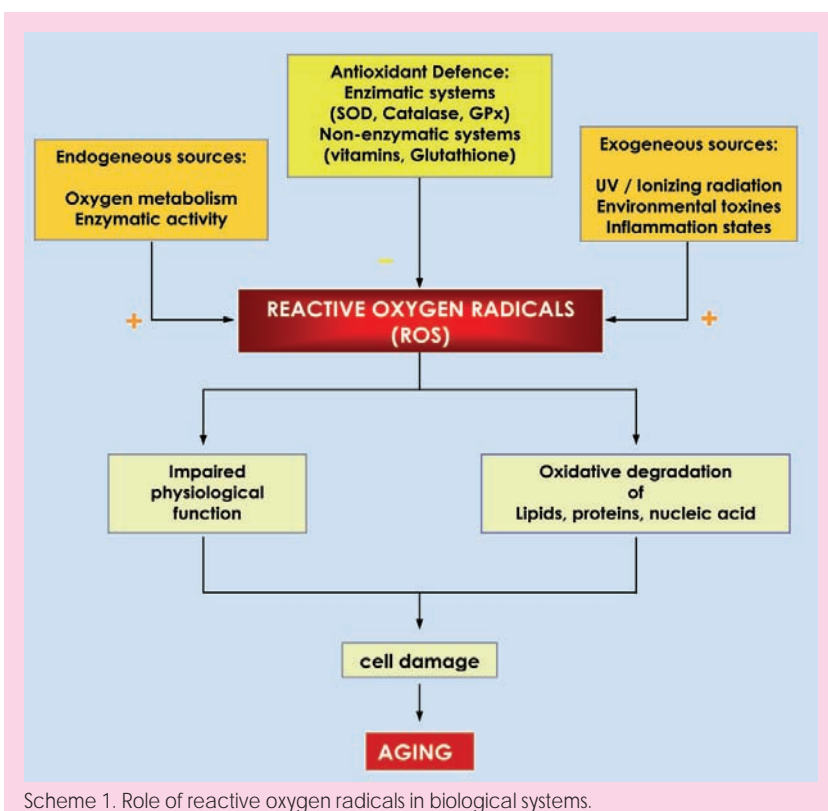 Antioxidant Defence:
Enzimatic systems
(SOD, Catalase, GPx)
Non-enzymatic systems
(vitamins, Glutathione)
Endogeneous sources:
Oxygen metabolism
Enzymatic activity
Exogeneous sources:
UV / Ionizing radiation
Environmental toxines
Inflammation states
–
+
REACTIVE OXYGEN RADICALS
(ROS)
+
Impaired
physiological
function
Oxidative degradation
of
Lipids, proteins, nucleic acid
cell damage
AGING
Scheme 1. Role of reactive oxygen radicals in biological systems.